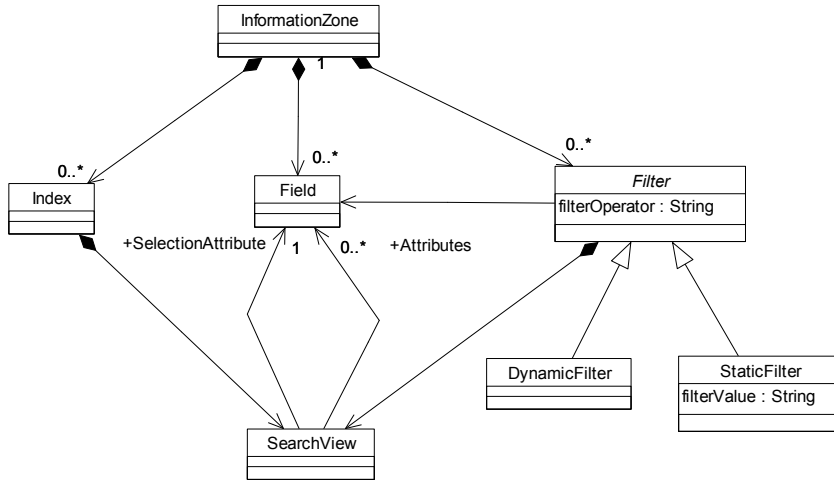 InformationZone
1
0..*
0..*
0..*
Index
Field
Filter
filterOperator : String
+SelectionAttribute
1
0..*
+Attributes
DynamicFilter
StaticFilter
filterValue : String
SearchView